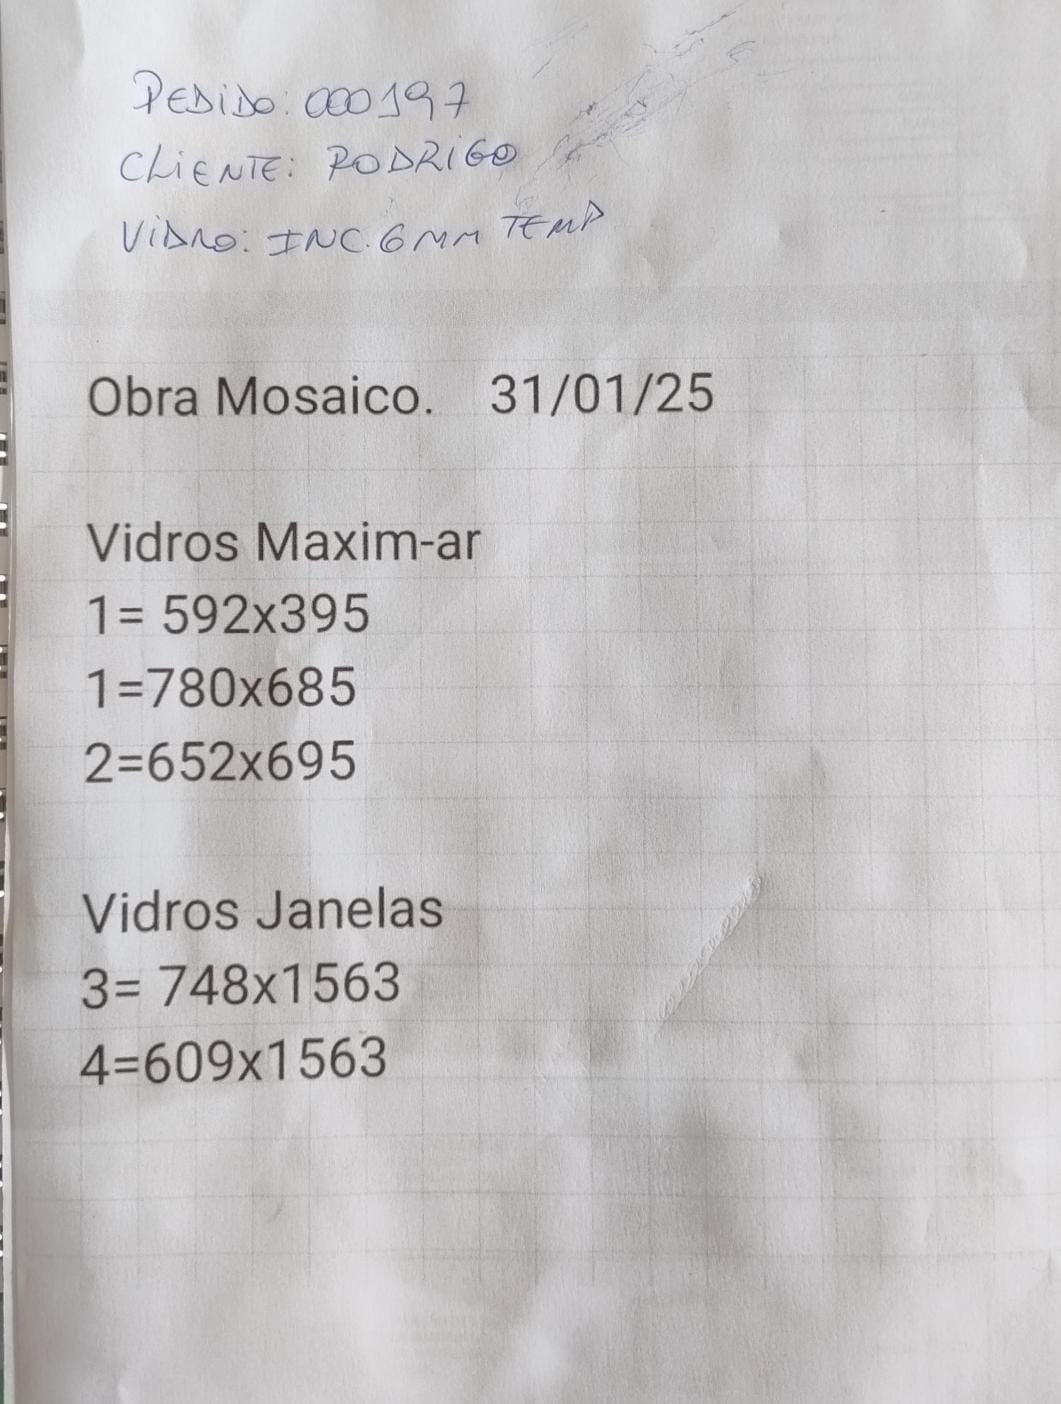 PEDIDO: 000197
CLIENTE: RODRIGO
VIDRO: INC. 6MM TEMP
Obra Mosaico. 31/01/25
Vidros Maxim-ar
1= 592x395
1=780x685
2=652x695
Vidros Janelas
3= 748x1563
4=609x1563